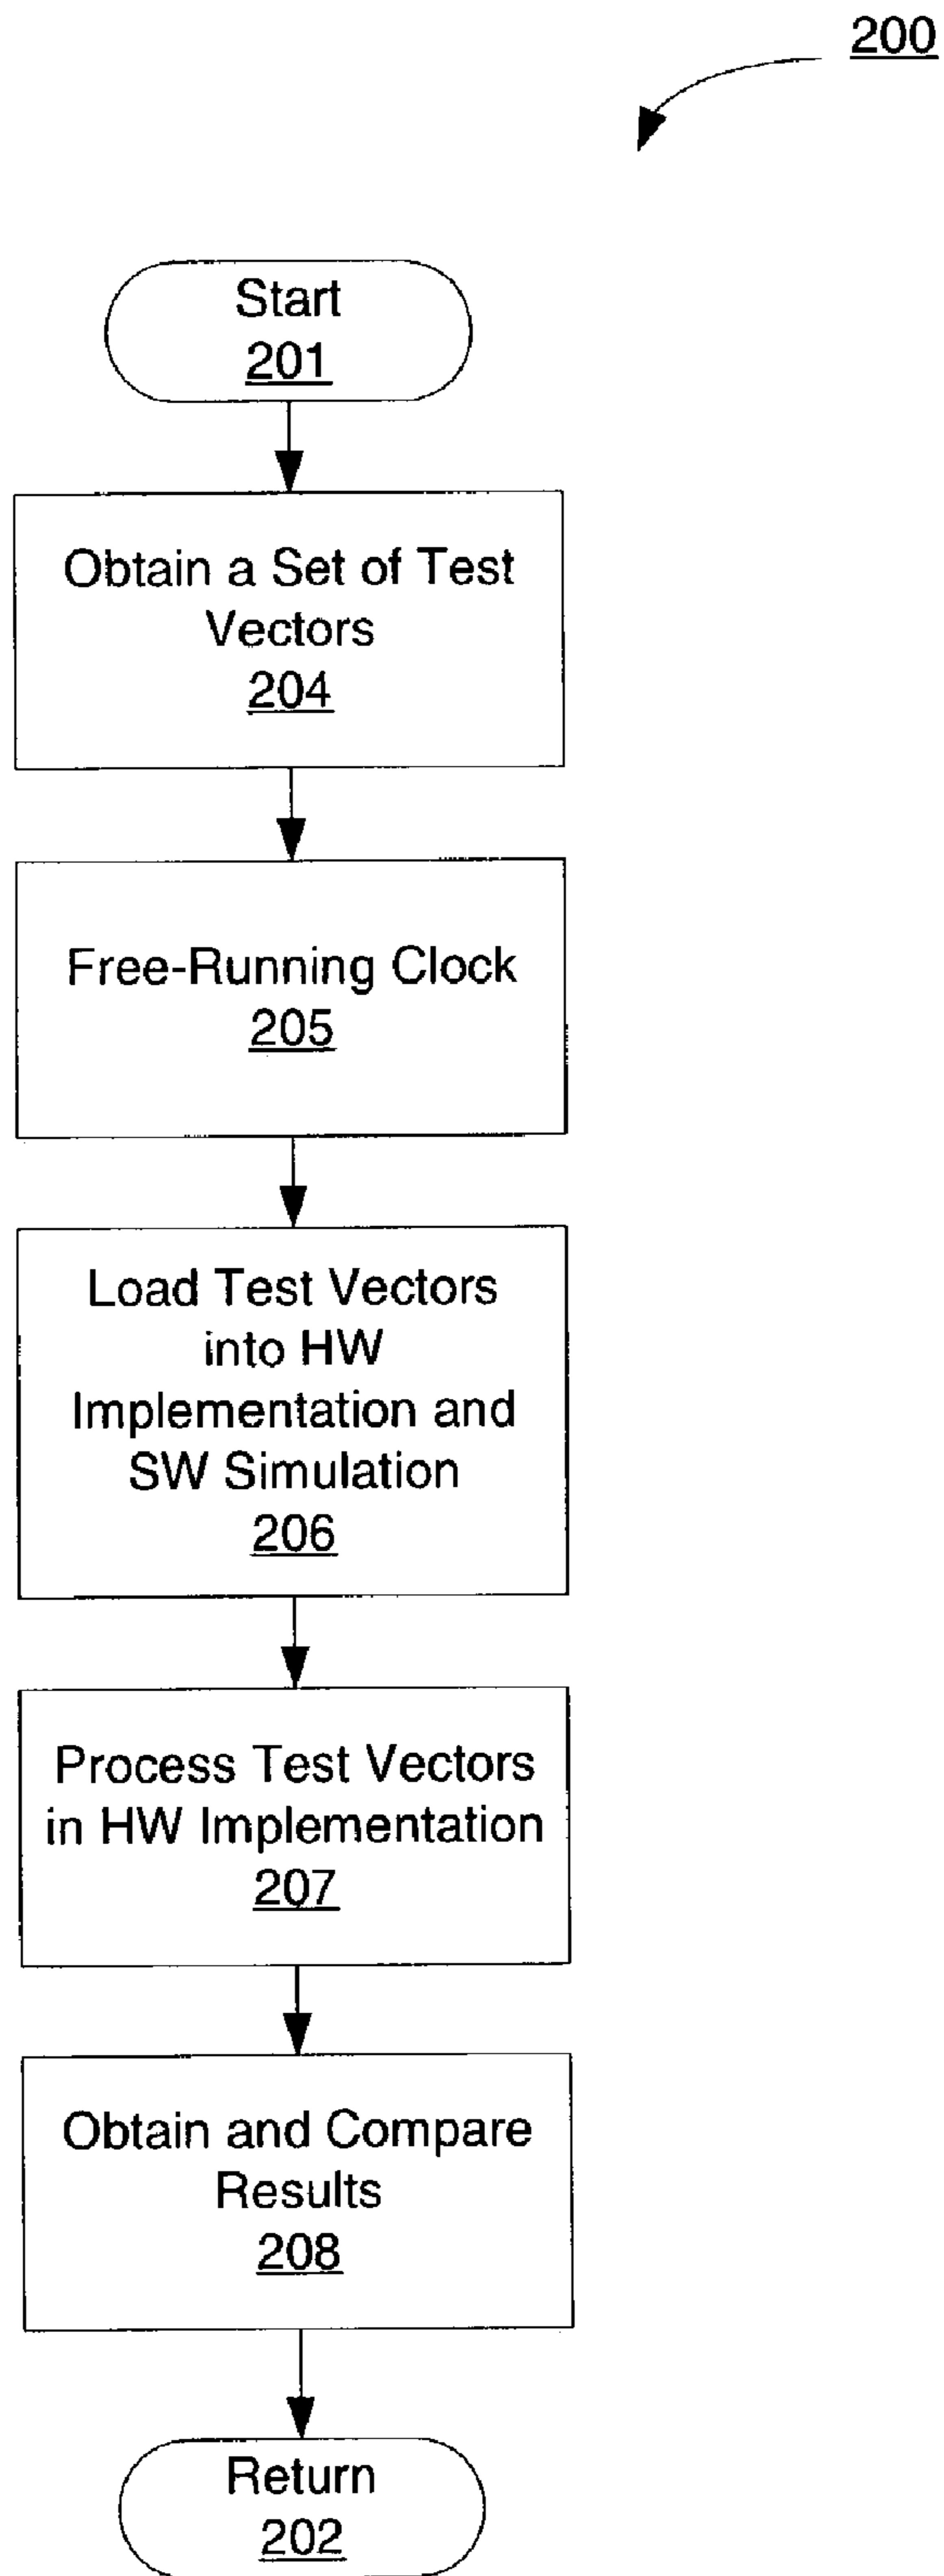 200
Start
201
Obtain a Set of Test
Vectors
204
Free-Running Clock
205
Load Test Vectors
into HW
Implementation and
SW Simulation
206
Process Test Vectors
in HW Implementation
207
Obtain and Compare
Results
208
Return
202